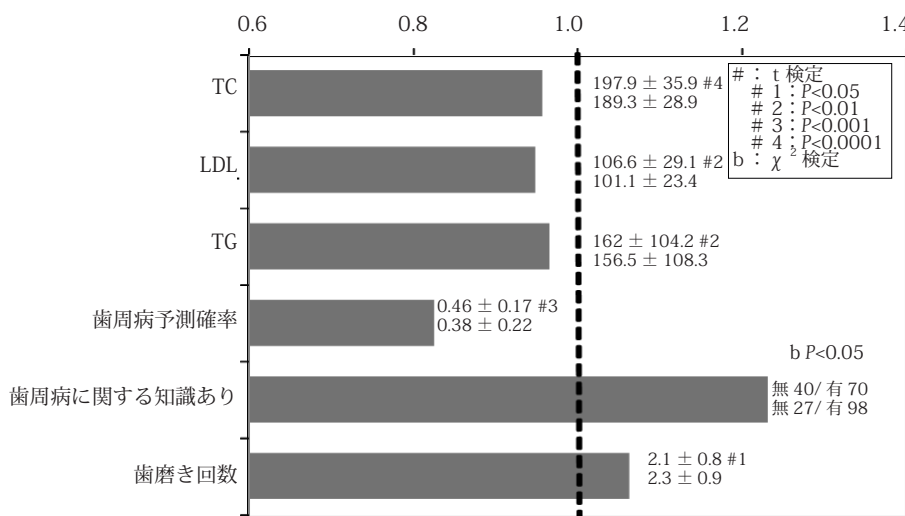 0.6 0.8 1.0 1.2 1.4
TC
197.9 ± 35.9 #4
189.3 ± 28.9
# : t 検定
# 1 : P<0.05
# 2 : P<0.01
# 3 : P<0.001
# 4 : P<0.0001
b : χ² 検定
LDL
106.6 ± 29.1 #2
101.1 ± 23.4
TG
162 ± 104.2 #2
156.5 ± 108.3
歯周病予測確率
0.46 ± 0.17 #3
0.38 ± 0.22
b P<0.05
歯周病に関する知識あり
無 40/ 有 70
無 27/ 有 98
歯磨き回数
2.1 ± 0.8 #1
2.3 ± 0.9